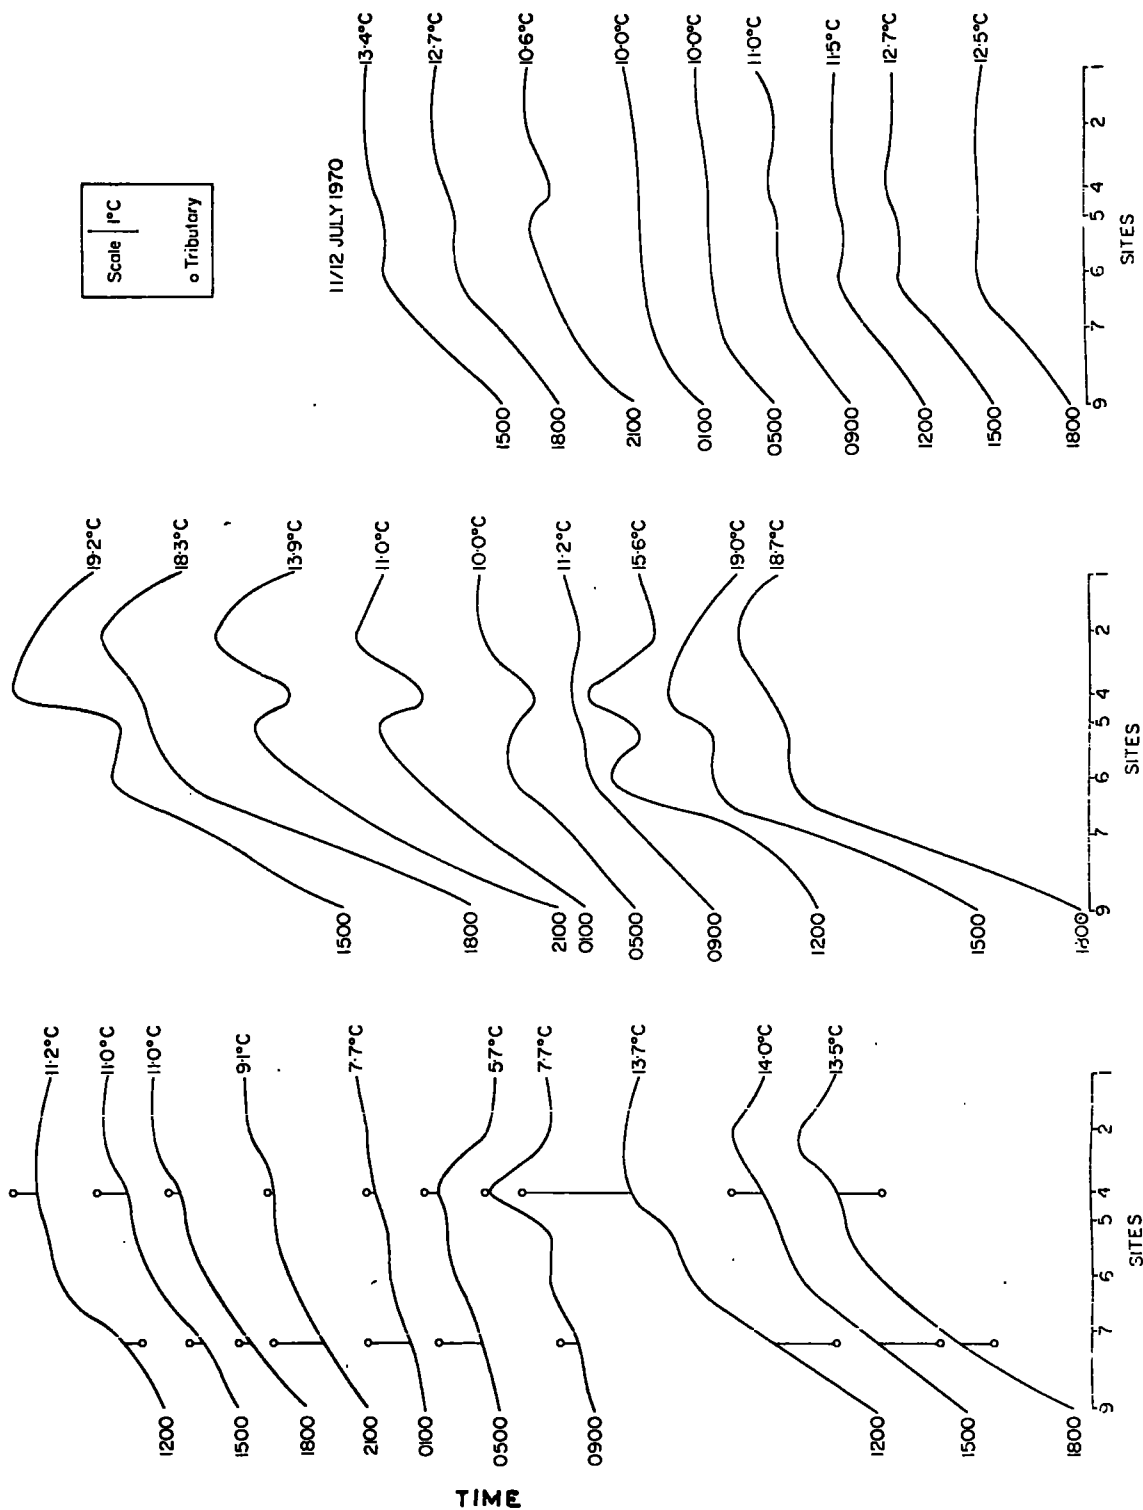 TIME
1200 11·2°C
1500 11·0°C
1800 11·0°C
2100 9·1°C
0100 7·7°C
0500 5·7°C
0900 7·7°C
1200 13·7°C
1500 14·0°C
1800 13·5°C
9 7 6 5 4 2 1
SITES
1500 19·2°C
1800 18·3°C
2100 13·9°C
0100 11·0°C
0500 10·0°C
0900 11·2°C
1200 15·6°C
1500 19·0°C
1800 18·7°C
9 7 6 5 4 2 1
SITES
Scale 1°C
o Tributary
11/12 JULY 1970
1500 13·4°C
1800 12·7°C
2100 10·6°C
0100 10·0°C
0500 10·0°C
0900 11·0°C
1200 11·5°C
1500 12·7°C
1800 12·5°C
9 7 6 5 4 2 1
SITES